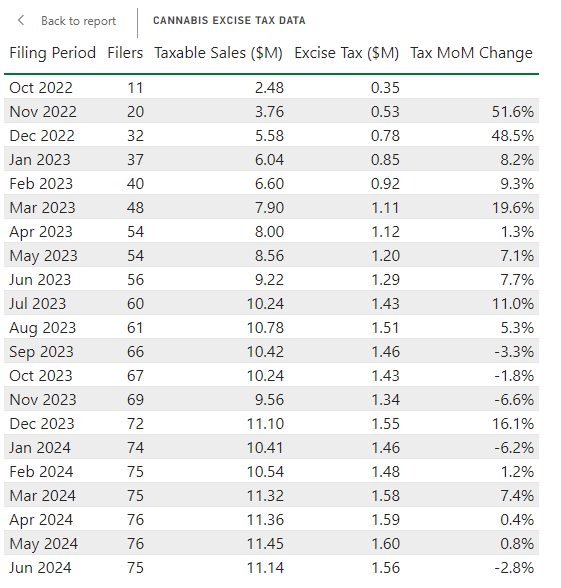 Back to report CANNABIS EXCISE TAX DATA
Filing Period Filers Taxable Sales ($M) Excise Tax ($M) Tax MoM Change
Oct 2022 11 2.48 0.35
Nov 2022 20 3.76 0.53 51.6%
Dec 2022 32 5.58 0.78 48.5%
Jan 2023 37 6.04 0.85 8.2%
Feb 2023 40 6.60 0.92 9.3%
Mar 2023 48 7.90 1.11 19.6%
Apr 2023 54 8.00 1.12 1.3%
May 2023 54 8.56 1.20 7.1%
Jun 2023 56 9.22 1.29 7.7%
Jul 2023 60 10.24 1.43 11.0%
Aug 2023 61 10.78 1.51 5.3%
Sep 2023 66 10.42 1.46 -3.3%
Oct 2023 67 10.24 1.43 -1.8%
Nov 2023 69 9.56 1.34 -6.6%
Dec 2023 72 11.10 1.55 16.1%
Jan 2024 74 10.41 1.46 -6.2%
Feb 2024 75 10.54 1.48 1.2%
Mar 2024 75 11.32 1.58 7.4%
Apr 2024 76 11.36 1.59 0.4%
May 2024 76 11.45 1.60 0.8%
Jun 2024 75 11.14 1.56 -2.8%